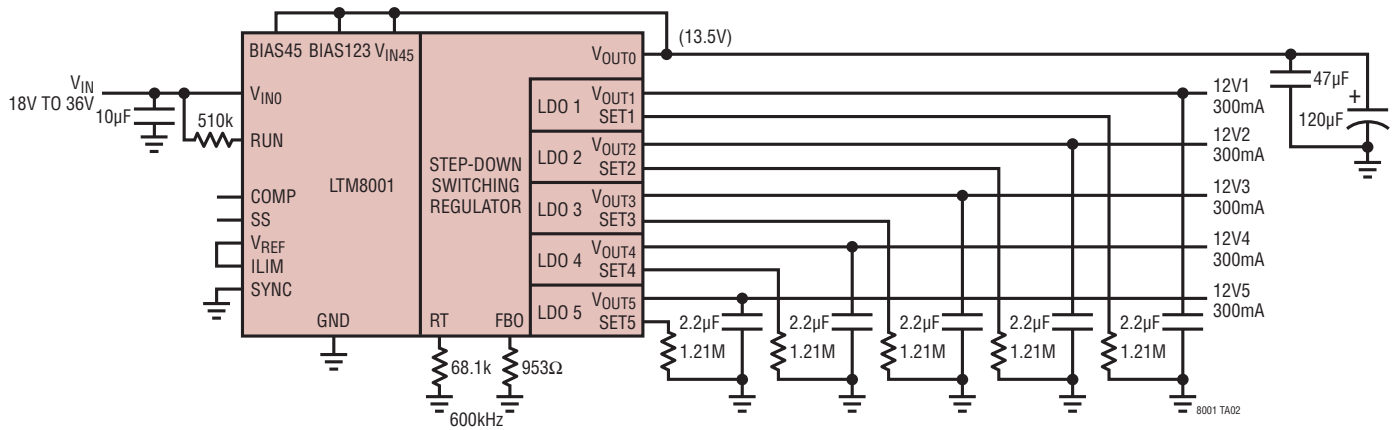 BIAS45 BIAS123 VIN45
VOUT0
(13.5V)
VIN
18V TO 36V
10µF
510k
VIN0
RUN
COMP
SS
VREF
ILIM
SYNC
LTM8001
GND
STEP-DOWN
SWITCHING
REGULATOR
RT
FBO
68.1k
953Ω
600kHz
LDO 1
VOUT1
SET1
LDO 2
VOUT2
SET2
LDO 3
VOUT3
SET3
LDO 4
VOUT4
SET4
LDO 5
VOUT5
SET5
12V1
300mA
12V2
300mA
12V3
300mA
12V4
300mA
12V5
300mA
47µF
+
120µF
2.2µF
1.21M
2.2µF
1.21M
2.2µF
1.21M
2.2µF
1.21M
2.2µF
1.21M
8001 TA02